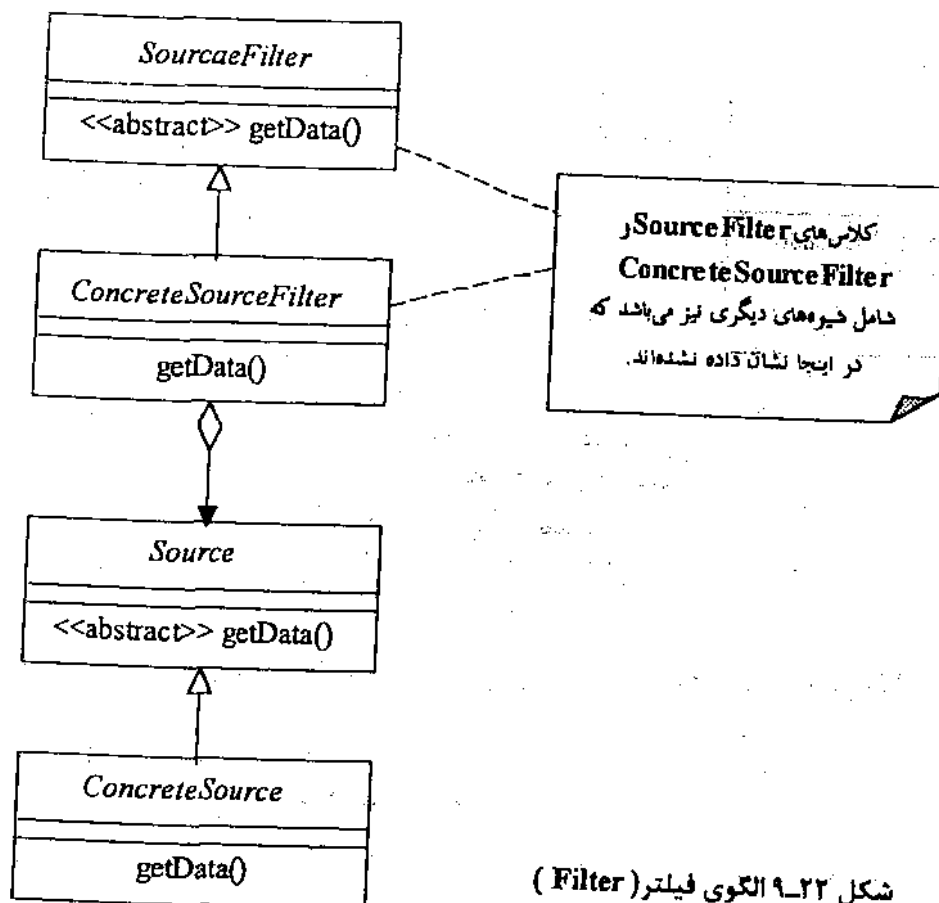 SourcaeFilter
<<abstract>> getData()
ConcreteSourceFilter
getData()
کلاس‌های SourceFilter و
ConcreteSourceFilter
شامل شیوه‌های دیگری نیز می‌باشد که
در اینجا نشان داده نشده‌اند.
Source
<<abstract>> getData()
ConcreteSource
getData()
شکل ۲۲-۹ الگوی فیلتر( Filter )